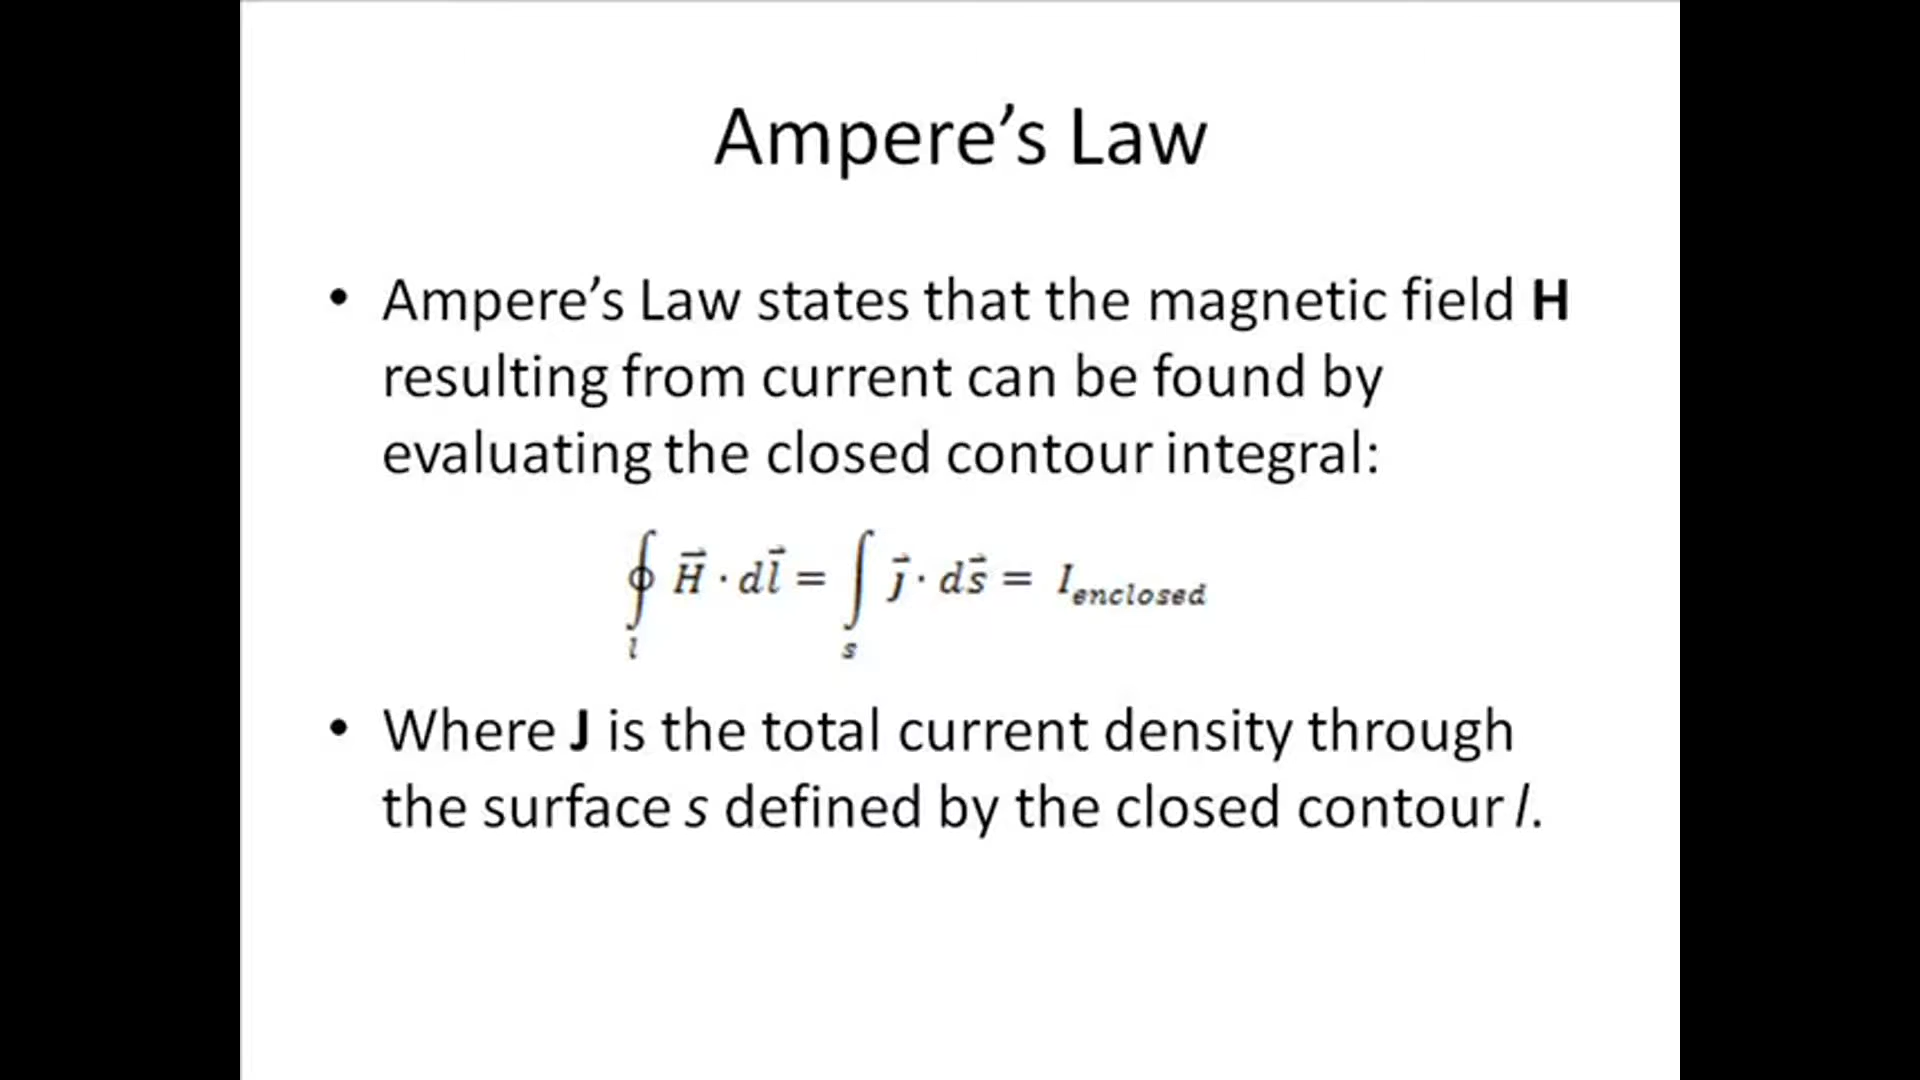 Ampere’s Law
• Ampere’s Law states that the magnetic field H
resulting from current can be found by
evaluating the closed contour integral:
∮_l H⃗ · dl⃗ = ∫_s j⃗ · ds⃗ = I_enclosed
• Where J is the total current density through
the surface s defined by the closed contour l.